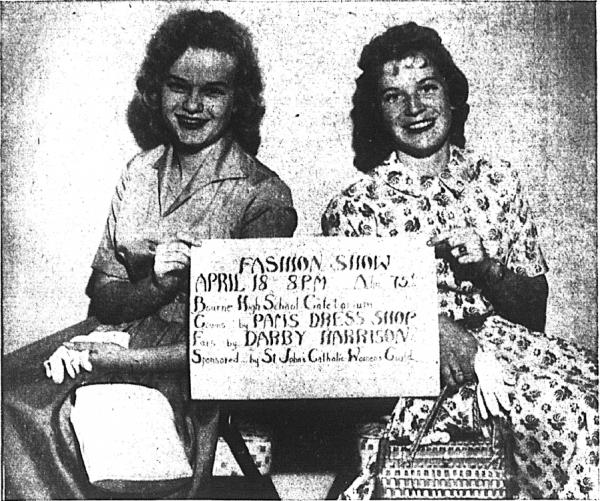 FASHION SHOW
APRIL 18 - 8 PM Adm. 75¢
Bourne High School Cafetorium
Gowns by PAM'S DRESS SHOP
Furs by DARBY HARRISON
Sponsored by St John's Catholic Women's Guild